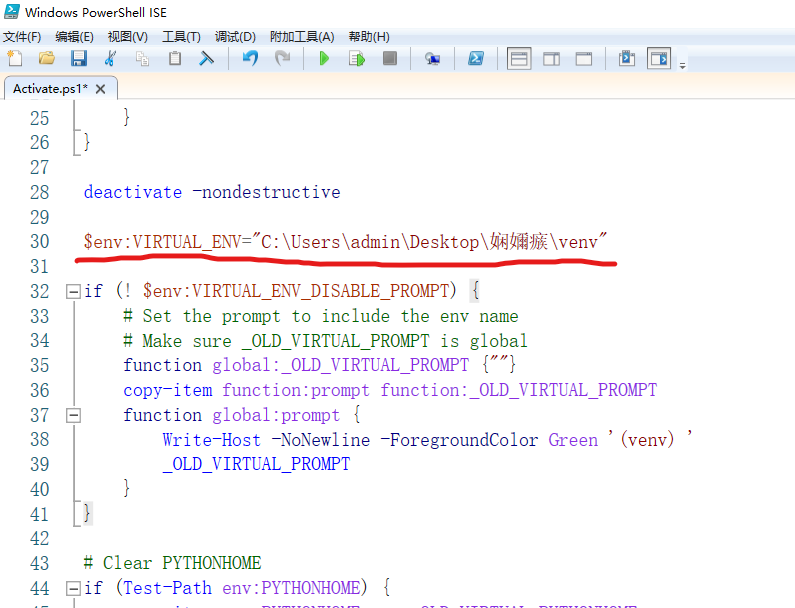 Windows PowerShell ISE
文件(F) 编辑(E) 视图(V) 工具(T) 调试(D) 附加工具(A) 帮助(H)
Activate.ps1* ✕
25 }
26 }
27
28 deactivate -nondestructive
29
30 $env:VIRTUAL_ENV="C:\Users\admin\Desktop\娴嬭瘯\venv"
31
32 if (! $env:VIRTUAL_ENV_DISABLE_PROMPT) {
33 # Set the prompt to include the env name
34 # Make sure _OLD_VIRTUAL_PROMPT is global
35 function global:_OLD_VIRTUAL_PROMPT {""}
36 copy-item function:prompt function:_OLD_VIRTUAL_PROMPT
37 function global:prompt {
38 Write-Host -NoNewline -ForegroundColor Green '(venv) '
39 _OLD_VIRTUAL_PROMPT
40 }
41 }
42
43 # Clear PYTHONHOME
44 if (Test-Path env:PYTHONHOME) {